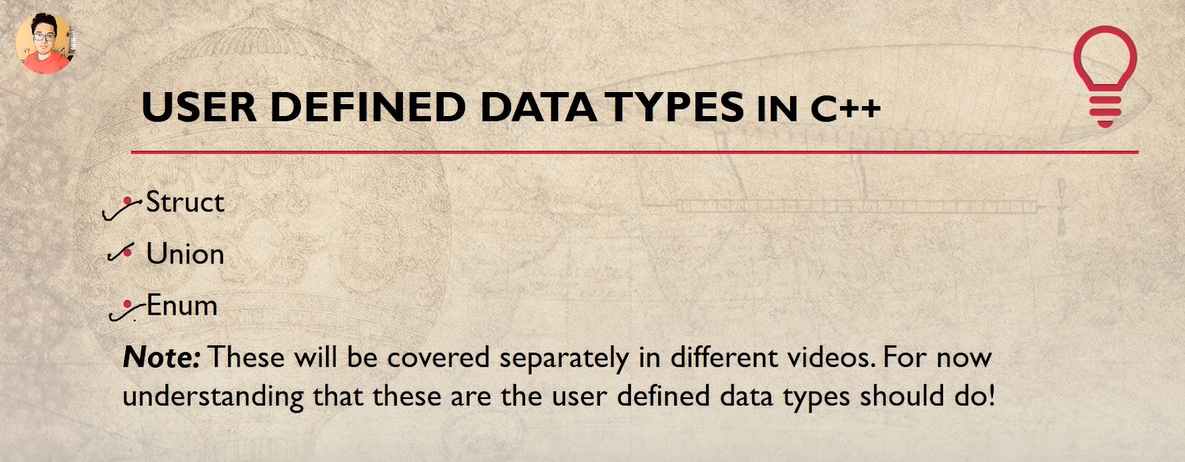 USER DEFINED DATA TYPES IN C++
Struct
Union
Enum
Note: These will be covered separately in different videos. For now
understanding that these are the user defined data types should do!